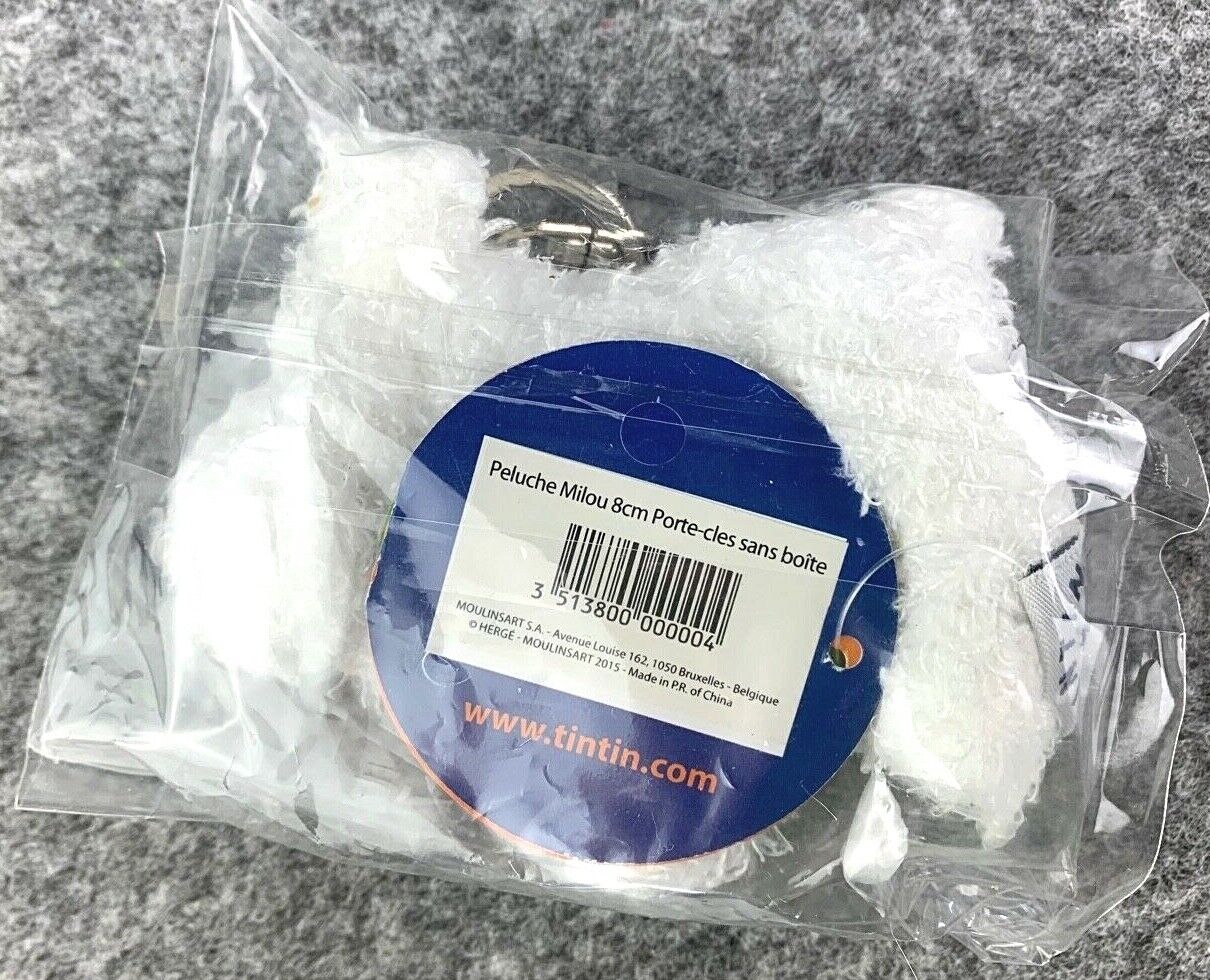 Peluche Milou 8cm Porte-cles sans boîte
3 513800 000004
MOULINSART S.A. - Avenue Louise 162, 1050 Bruxelles - Belgique
© HERGÉ - MOULINSART 2015 - Made in P.R. of China
www.tintin.com